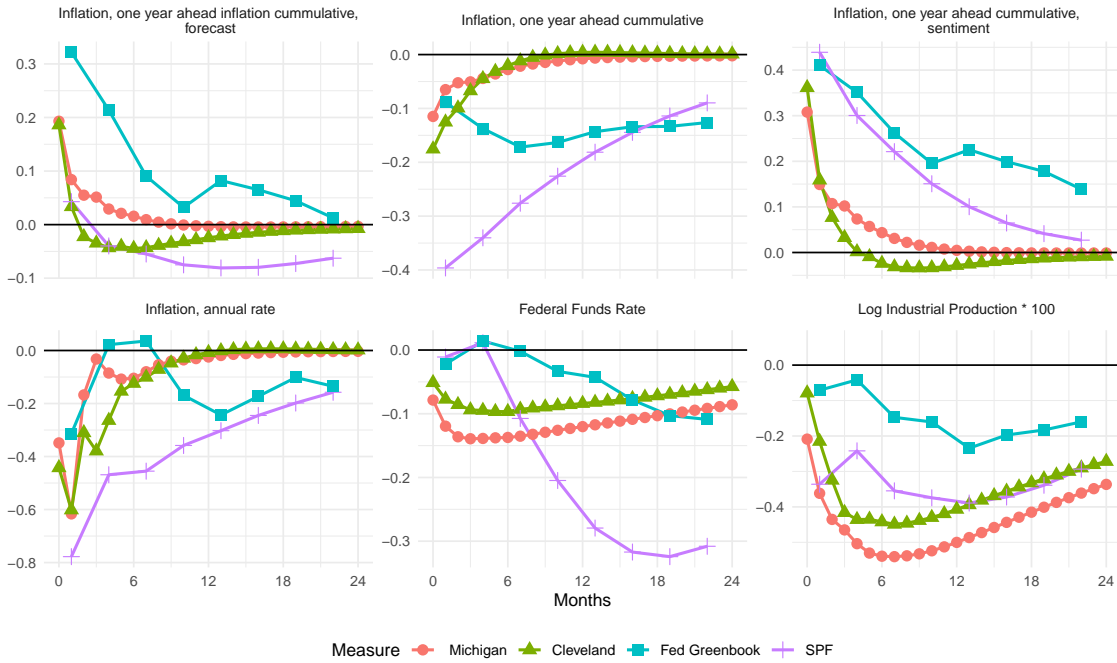 Inflation, one year ahead inflation cummulative,
forecast
Inflation, one year ahead cummulative
Inflation, one year ahead cummulative,
sentiment
0.3
0.2
0.1
0.0
−0.1
0.0
−0.1
−0.2
−0.3
−0.4
0.4
0.3
0.2
0.1
0.0
Inflation, annual rate
Federal Funds Rate
Log Industrial Production * 100
0.0
−0.2
−0.4
−0.6
−0.8
0.0
−0.1
−0.2
−0.3
0.0
−0.2
−0.4
0 6 12 18 24
0 6 12 18 24
0 6 12 18 24
Months
Measure Michigan Cleveland Fed Greenbook SPF